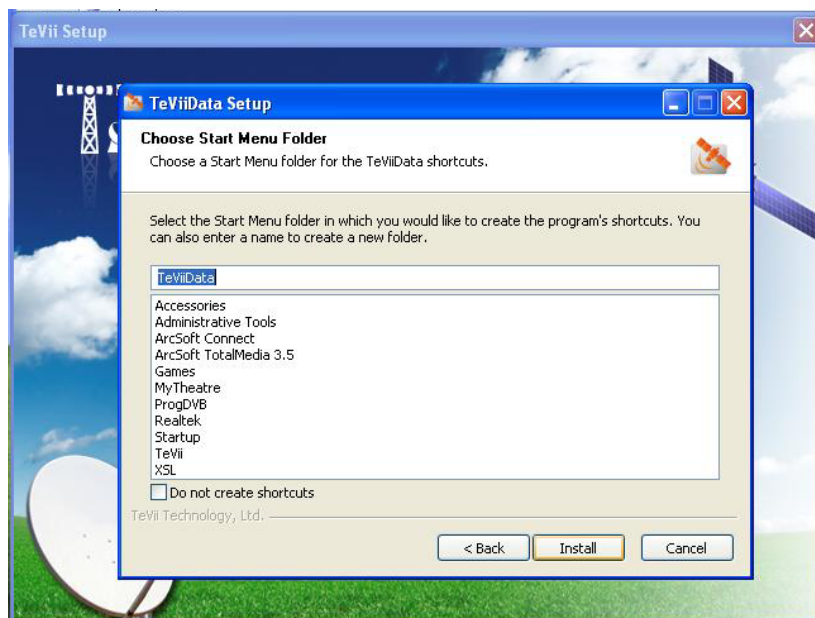 TeVii Setup
TeViiData Setup
Choose Start Menu Folder
Choose a Start Menu folder for the TeViiData shortcuts.
Select the Start Menu folder in which you would like to create the program's shortcuts. You
can also enter a name to create a new folder.
TeViiData
Accessories
Administrative Tools
ArcSoft Connect
ArcSoft TotalMedia 3.5
Games
MyTheatre
ProgDVB
Realtek
Startup
TeVii
XSL
Do not create shortcuts
TeVii Technology, Ltd.
< Back
Install
Cancel